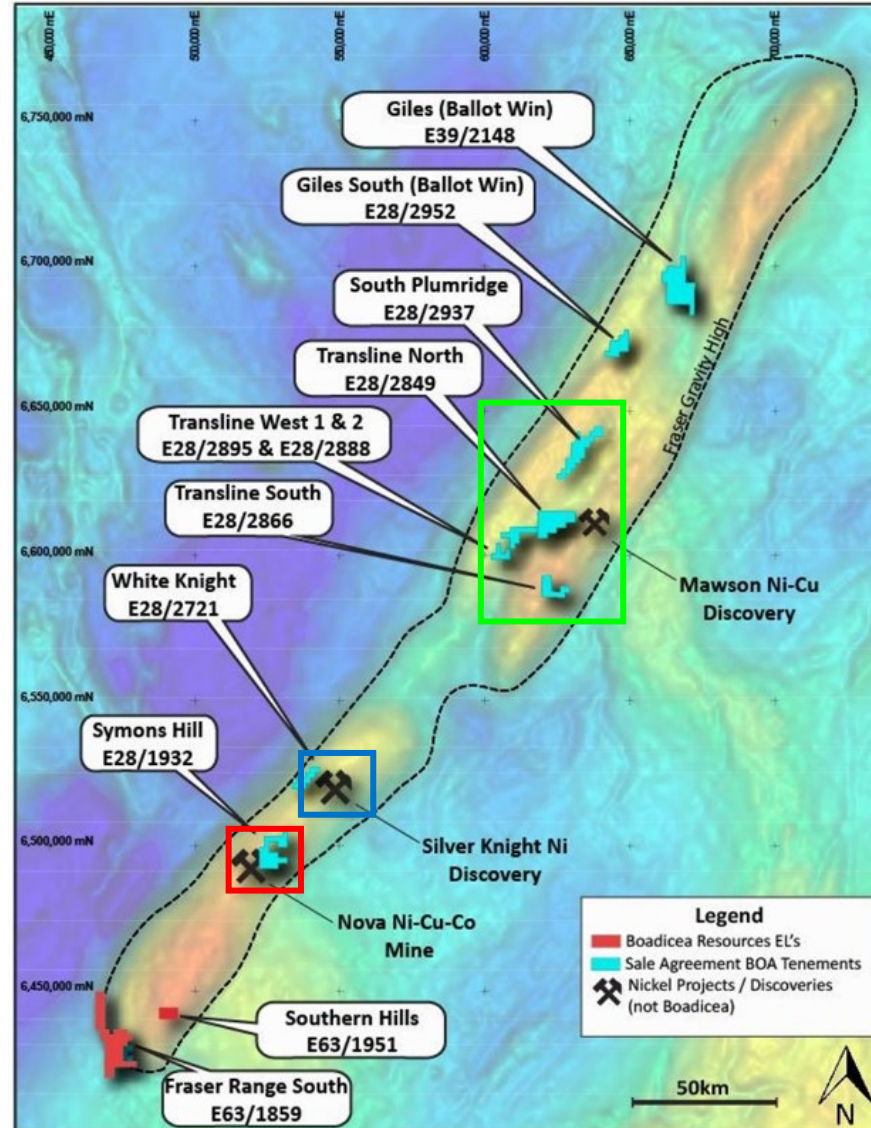 450,000 mE
500,000 mE
550,000 mE
600,000 mE
650,000 mE
700,000 mE
6,750,000 mN
Giles (Ballot Win)
E39/2148
Giles South (Ballot Win)
E28/2952
6,700,000 mN
South Plumridge
E28/2937
Transline North
E28/2849
6,650,000 mN
Fraser Gravity High
Transline West 1 & 2
E28/2895 & E28/2888
Transline South
E28/2866
6,600,000 mN
White Knight
E28/2721
Mawson Ni-Cu
Discovery
6,550,000 mN
Symons Hill
E28/1932
6,500,000 mN
Silver Knight Ni
Discovery
Nova Ni-Cu-Co
Mine
6,450,000 mN
Southern Hills
E63/1951
Fraser Range South
E63/1859
Legend
Boadicea Resources EL's
Sale Agreement BOA Tenements
Nickel Projects / Discoveries
(not Boadicea)
50km
N